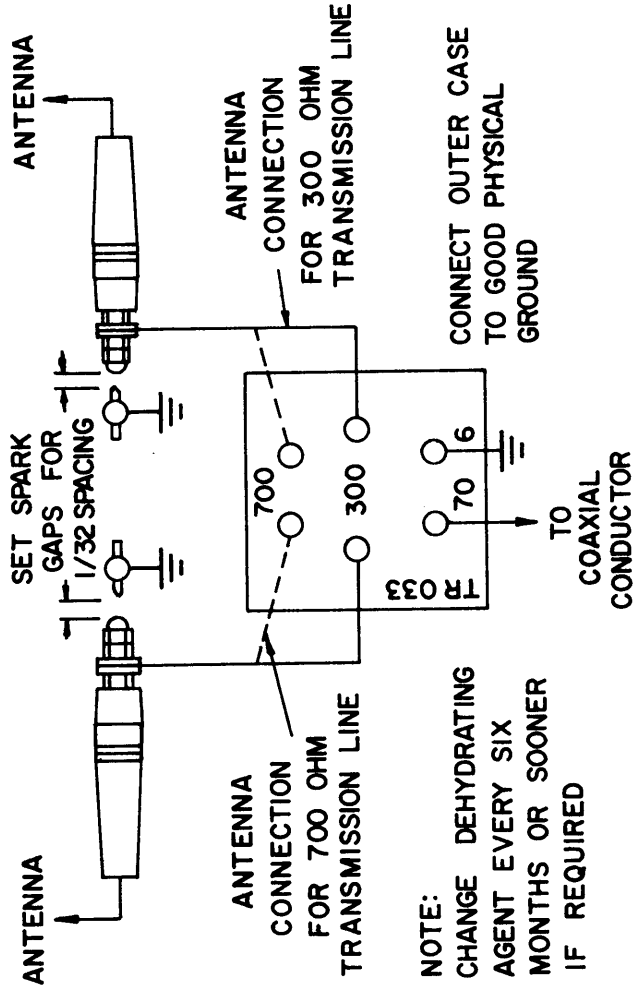 ANTENNA
ANTENNA
SET SPARK
GAPS FOR
1/32 SPACING
ANTENNA
CONNECTION
FOR 700 OHM
TRANSMISSION LINE
ANTENNA
CONNECTION
FOR 300 OHM
TRANSMISSION LINE
700
300
70
6
TR 033
TO
COAXIAL
CONDUCTOR
NOTE:
CHANGE DEHYDRATING
AGENT EVERY SIX
MONTHS OR SOONER
IF REQUIRED
CONNECT OUTER CASE
TO GOOD PHYSICAL
GROUND